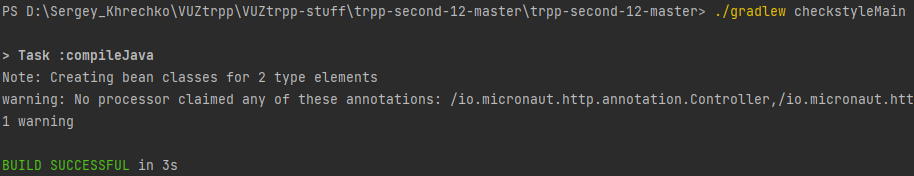 PS D:\Sergey_Khrechko\VUZtrpp\VUZtrpp-stuff\trpp-second-12-master\trpp-second-12-master> ./gradlew checkstyleMain
> Task :compileJava
Note: Creating bean classes for 2 type elements
warning: No processor claimed any of these annotations: /io.micronaut.http.annotation.Controller,/io.micronaut.htt
1 warning
BUILD SUCCESSFUL in 3s